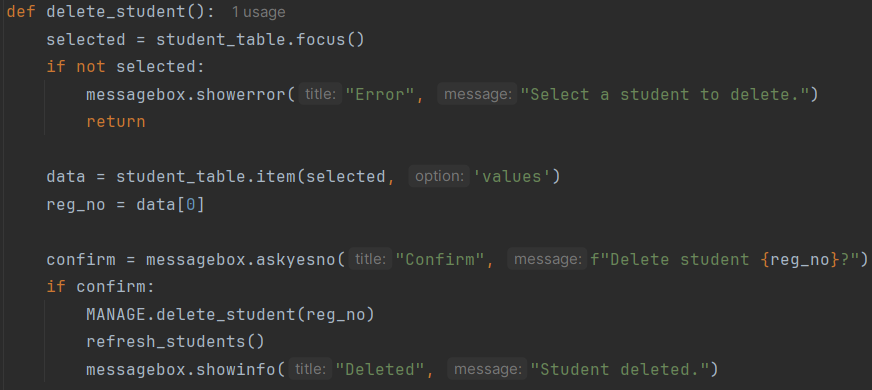 def delete_student(): 1 usage
    selected = student_table.focus()
    if not selected:
        messagebox.showerror( title: "Error", message: "Select a student to delete.")
        return

    data = student_table.item(selected, option: 'values')
    reg_no = data[0]

    confirm = messagebox.askyesno( title: "Confirm", message: f"Delete student {reg_no}?")
    if confirm:
        MANAGE.delete_student(reg_no)
        refresh_students()
        messagebox.showinfo( title: "Deleted", message: "Student deleted.")